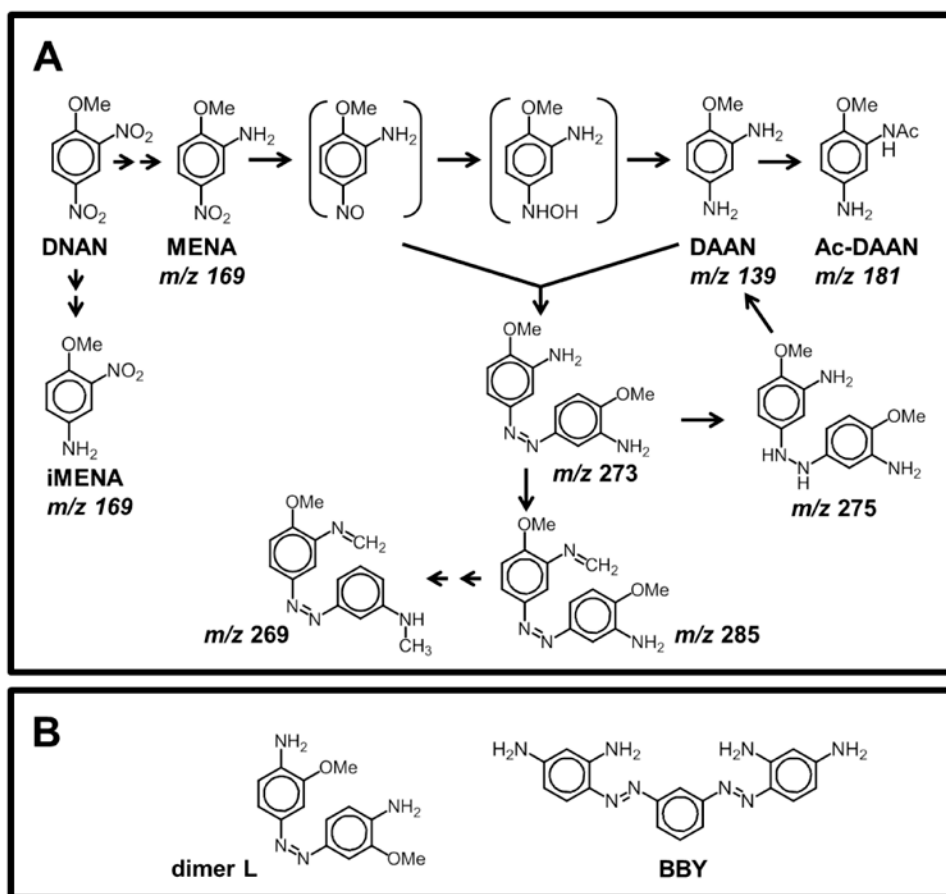 A
OMe OMe OMe OMe OMe OMe
NO2 NH2 NH2 NH2 NH2 NAc
H
NO2 NO2 NO NHOH NH2 NH2
DNAN MENA DAAN Ac-DAAN
m/z 169 m/z 139 m/z 181
OMe
NO2
NH2
iMENA
m/z 169
OMe
NH2
OMe
N=N
NH2
m/z 273
OMe
NH2
OMe
HN N
H
NH2
m/z 275
OMe
N=CH2
N=N
NH
CH3
m/z 269
OMe
N=CH2
OMe
N=N
NH2
m/z 285
B
NH2
OMe
NH2
N=N
OMe
dimer L
H2N NH2 H2N NH2
N=N N=N
BBY